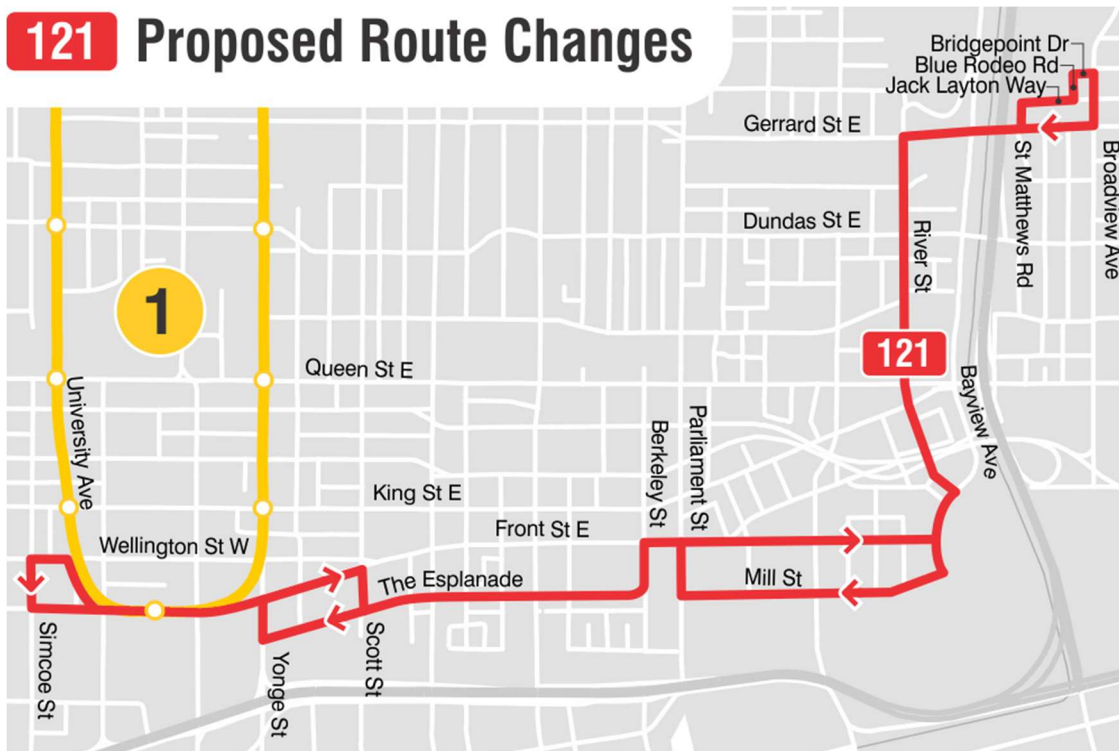 121 Proposed Route Changes
Bridgepoint Dr
Blue Rodeo Rd
Jack Layton Way
Gerrard St E
St Matthews Rd
Broadview Ave
Dundas St E
River St
1
121
Queen St E
University Ave
Bayview Ave
Parliament St
Berkeley St
King St E
Front St E
Wellington St W
The Esplanade
Mill St
Simcoe St
Scott St
Yonge St